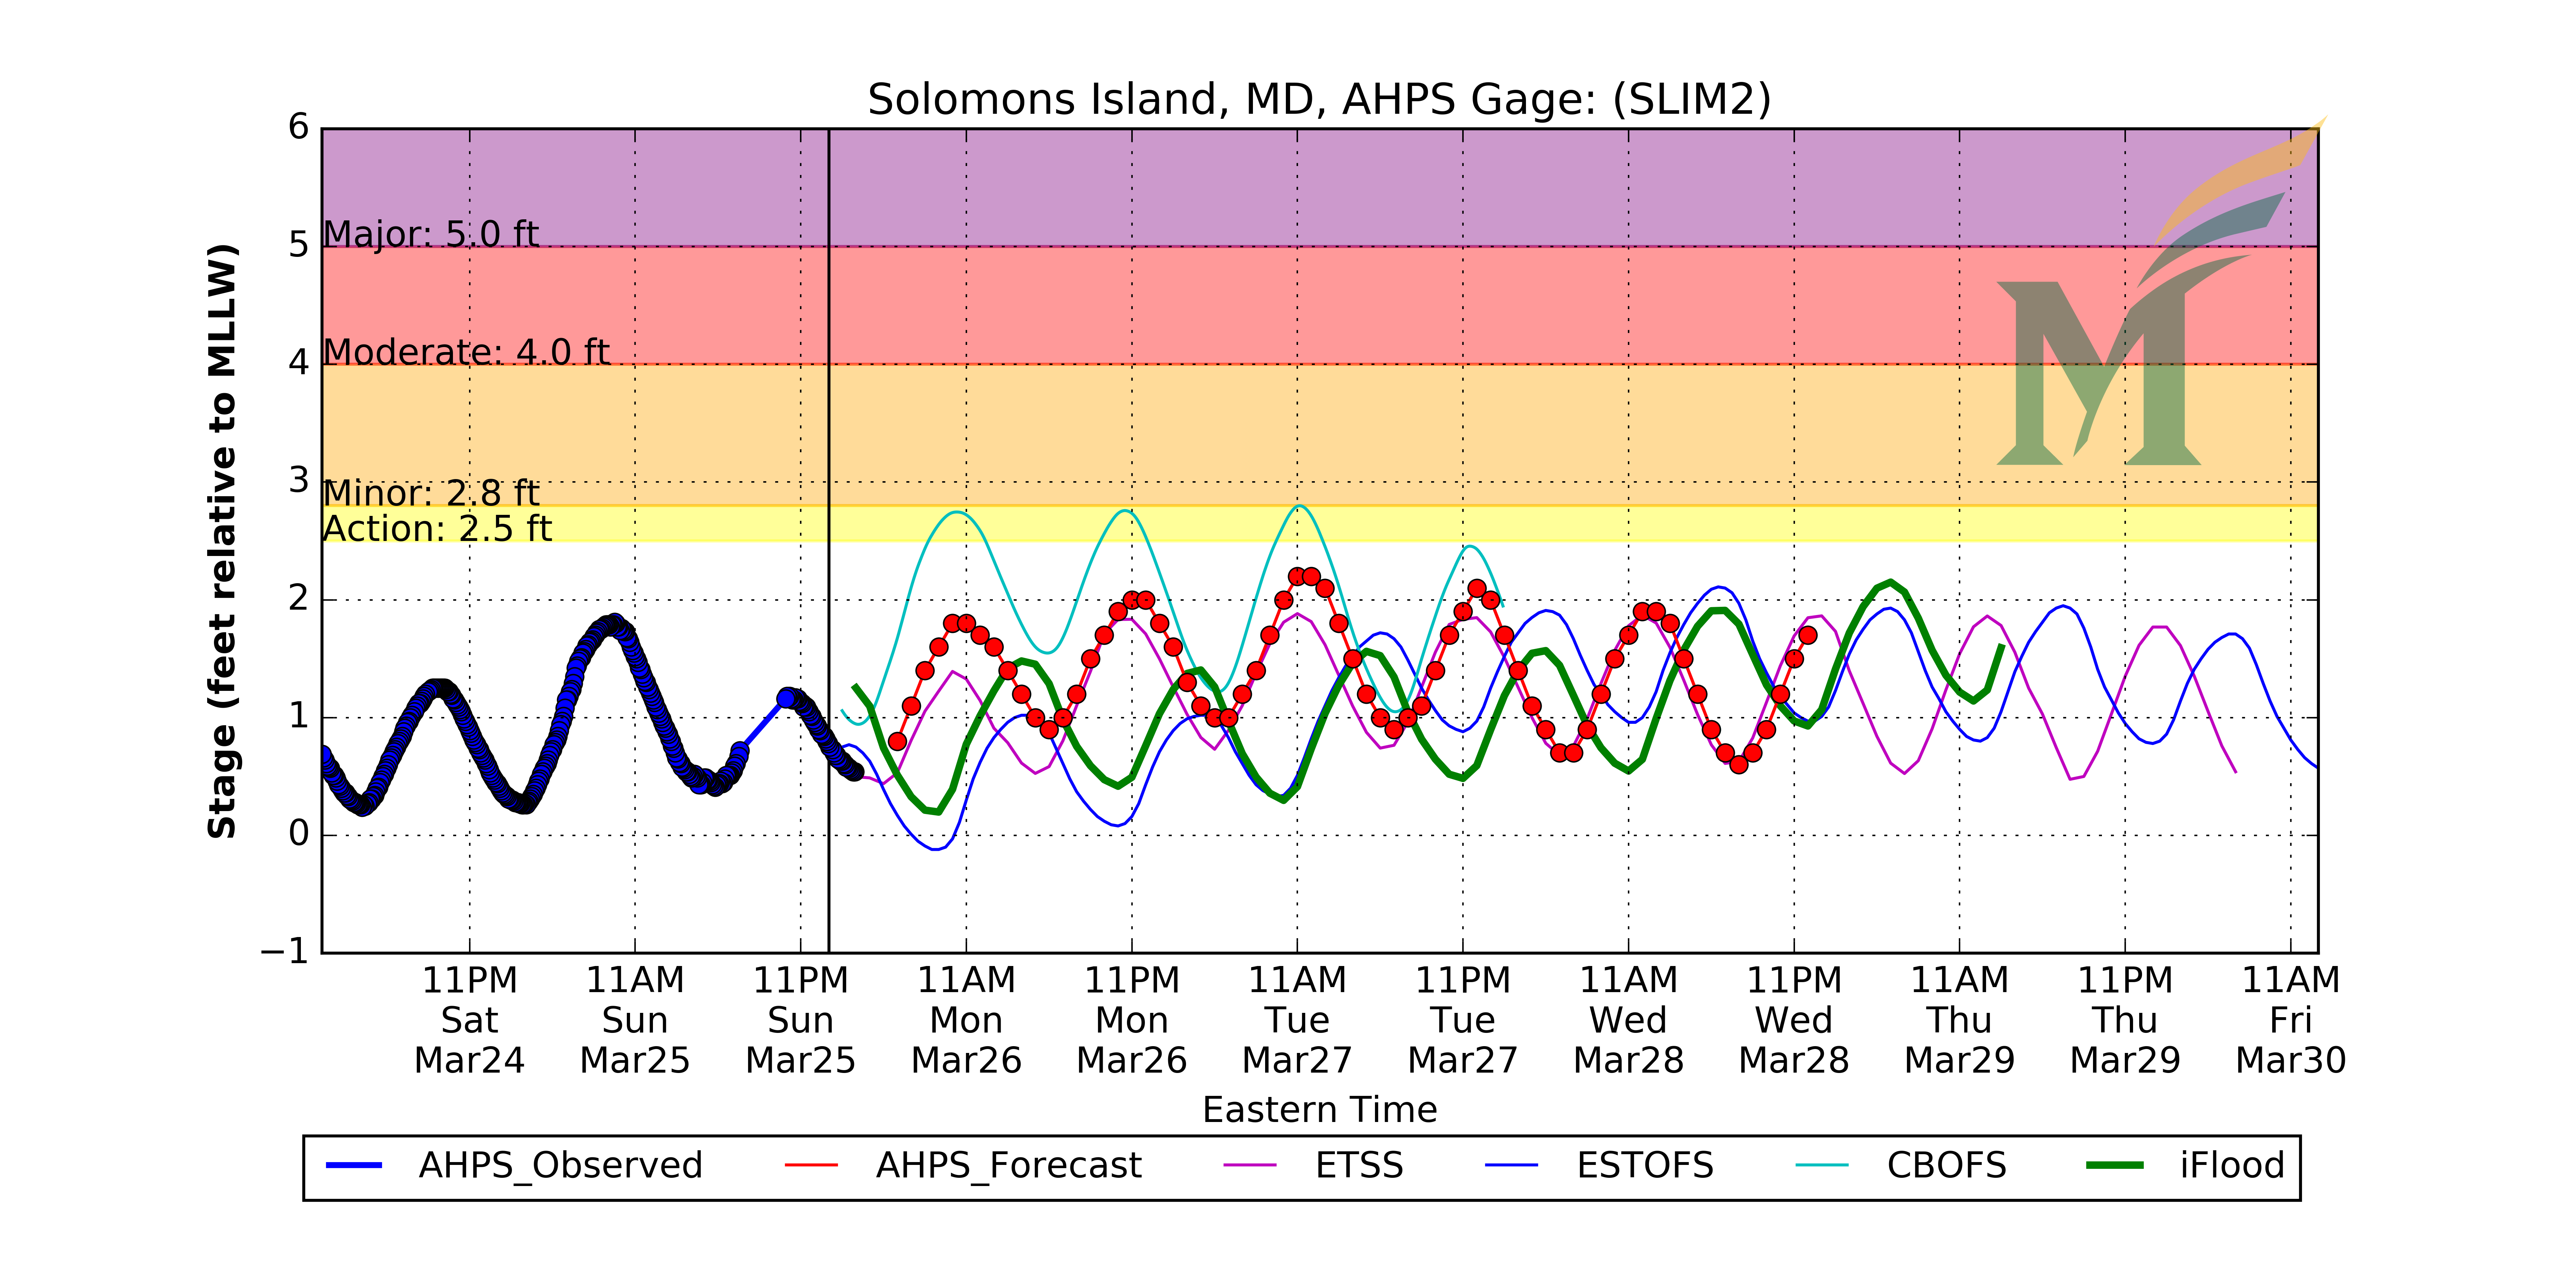 Solomons Island, MD, AHPS Gage: (SLIM2)
Stage (feet relative to MLLW)
6
5
4
3
2
1
0
−1
Major: 5.0 ft
Moderate: 4.0 ft
Minor: 2.8 ft
Action: 2.5 ft
M
11PM 11AM 11PM 11AM 11PM 11AM 11PM 11AM 11PM 11AM 11PM 11AM
Sat Sun Sun Mon Mon Tue Tue Wed Wed Thu Thu Fri
Mar24 Mar25 Mar25 Mar26 Mar26 Mar27 Mar27 Mar28 Mar28 Mar29 Mar29 Mar30
Eastern Time
AHPS_Observed AHPS_Forecast ETSS ESTOFS CBOFS iFlood